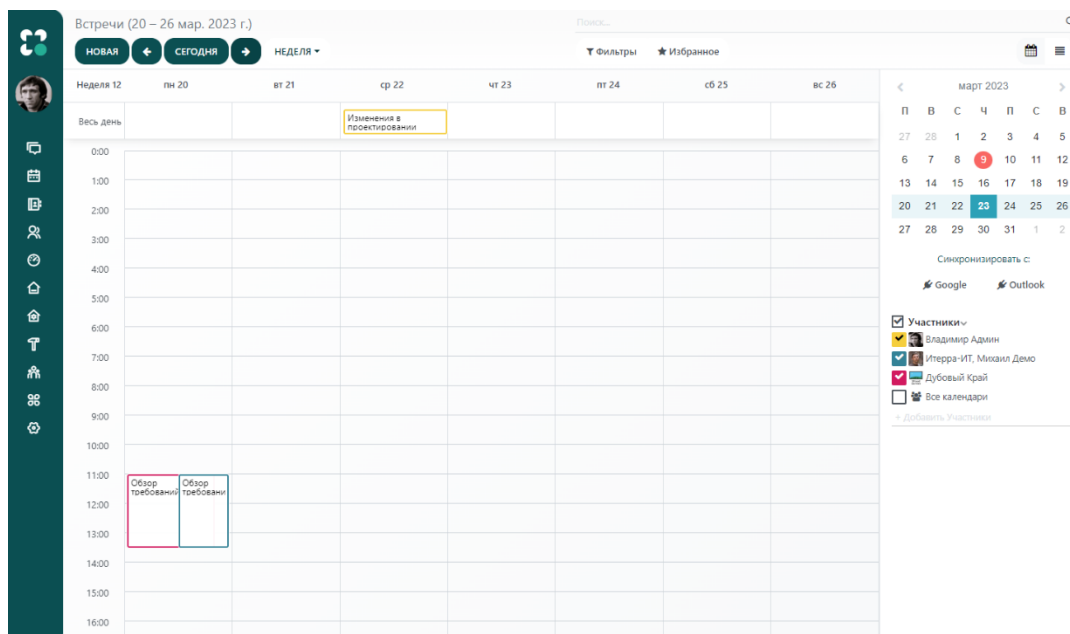 Встречи (20 – 26 мар. 2023 г.)
Поиск...
НОВАЯ
СЕГОДНЯ
НЕДЕЛЯ
Фильтры
Избранное
Неделя 12 пн 20 вт 21 ср 22 чт 23 пт 24 сб 25 вс 26
Весь день
Изменения в
проектировании
0:00
1:00
2:00
3:00
4:00
5:00
6:00
7:00
8:00
9:00
10:00
11:00
12:00
13:00
14:00
15:00
16:00
Обзор
требований
Обзор
требовани
март 2023
П В С Ч П С В
27 28 1 2 3 4 5
6 7 8 9 10 11 12
13 14 15 16 17 18 19
20 21 22 23 24 25 26
27 28 29 30 31 1 2
Синхронизировать с:
Google Outlook
Участники
Владимир Админ
Итерра-ИТ, Михаил Демо
Дубовый Край
Все календари
+ Добавить Участники